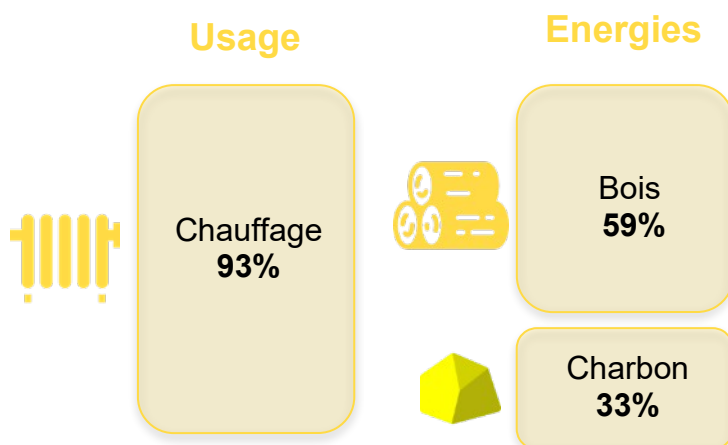 Usage
Energies
Chauffage
93%
Bois
59%
Charbon
33%